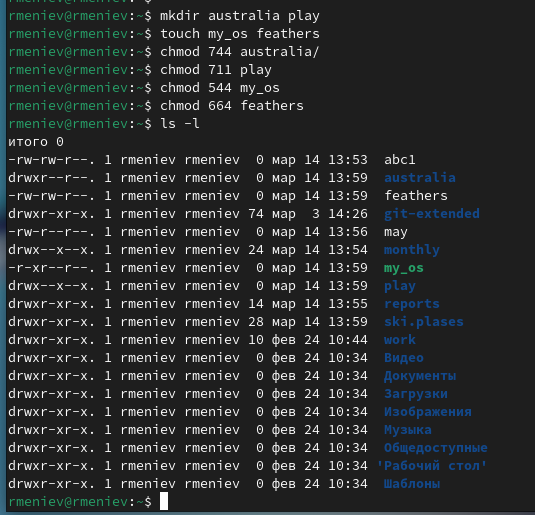 rmeniev@rmeniev:~$ mkdir australia play
rmeniev@rmeniev:~$ touch my_os feathers
rmeniev@rmeniev:~$ chmod 744 australia/
rmeniev@rmeniev:~$ chmod 711 play
rmeniev@rmeniev:~$ chmod 544 my_os
rmeniev@rmeniev:~$ chmod 664 feathers
rmeniev@rmeniev:~$ ls -l
итого 0
-rw-rw-r--. 1 rmeniev rmeniev  0 мар 14 13:53  abc1
drwxr--r--. 1 rmeniev rmeniev  0 мар 14 13:59  australia
-rw-rw-r--. 1 rmeniev rmeniev  0 мар 14 13:59  feathers
drwxr-xr-x. 1 rmeniev rmeniev 74 мар  3 14:26  git-extended
-rw-r--r--. 1 rmeniev rmeniev  0 мар 14 13:56  may
drwx--x--x. 1 rmeniev rmeniev 24 мар 14 13:54  monthly
-r-xr--r--. 1 rmeniev rmeniev  0 мар 14 13:59  my_os
drwx--x--x. 1 rmeniev rmeniev  0 мар 14 13:59  play
drwxr-xr-x. 1 rmeniev rmeniev 14 мар 14 13:55  reports
drwxr-xr-x. 1 rmeniev rmeniev 28 мар 14 13:59  ski.plases
drwxr-xr-x. 1 rmeniev rmeniev 10 фев 24 10:44  work
drwxr-xr-x. 1 rmeniev rmeniev  0 фев 24 10:34  Видео
drwxr-xr-x. 1 rmeniev rmeniev  0 фев 24 10:34  Документы
drwxr-xr-x. 1 rmeniev rmeniev  0 фев 24 10:34  Загрузки
drwxr-xr-x. 1 rmeniev rmeniev  0 фев 24 10:34  Изображения
drwxr-xr-x. 1 rmeniev rmeniev  0 фев 24 10:34  Музыка
drwxr-xr-x. 1 rmeniev rmeniev  0 фев 24 10:34  Общедоступные
drwxr-xr-x. 1 rmeniev rmeniev  0 фев 24 10:34 'Рабочий стол'
drwxr-xr-x. 1 rmeniev rmeniev  0 фев 24 10:34  Шаблоны
rmeniev@rmeniev:~$